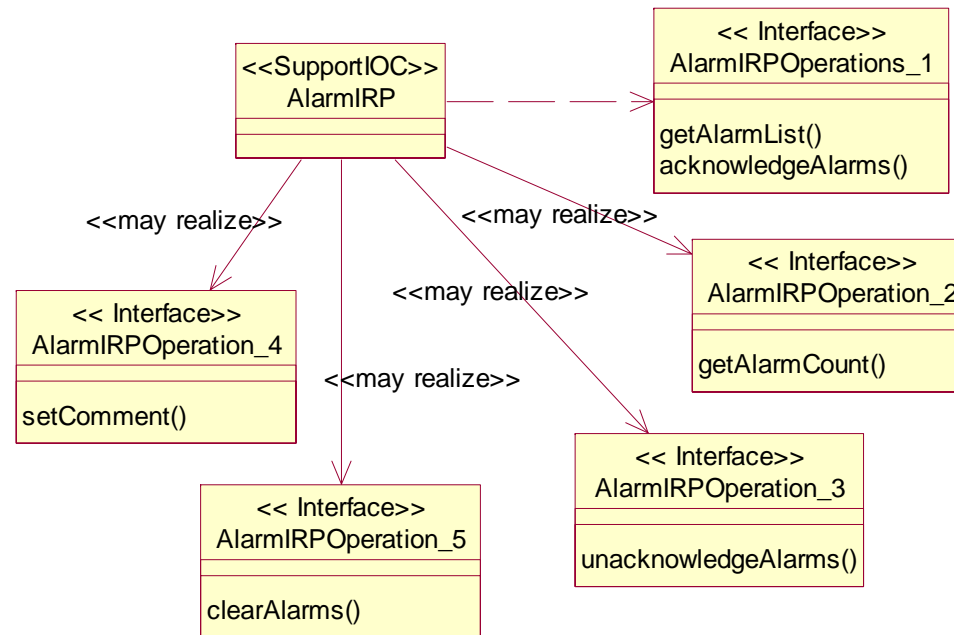 <<SupportIOC>>
AlarmIRP
<< Interface>>
AlarmIRPOperations_1
getAlarmList()
acknowledgeAlarms()
<<may realize>>
<<may realize>>
<<may realize>>
<<may realize>>
<< Interface>>
AlarmIRPOperation_2
getAlarmCount()
<< Interface>>
AlarmIRPOperation_4
setComment()
<< Interface>>
AlarmIRPOperation_3
unacknowledgeAlarms()
<< Interface>>
AlarmIRPOperation_5
clearAlarms()